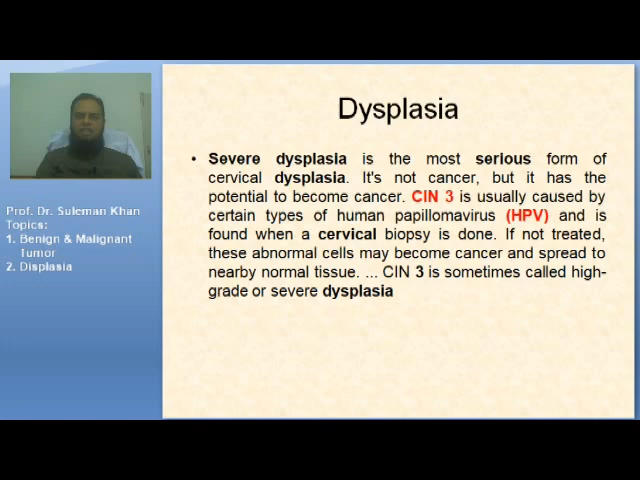 Dysplasia
• Severe dysplasia is the most serious form of
cervical dysplasia. It's not cancer, but it has the
potential to become cancer. CIN 3 is usually caused by
certain types of human papillomavirus (HPV) and is
found when a cervical biopsy is done. If not treated,
these abnormal cells may become cancer and spread to
nearby normal tissue. ... CIN 3 is sometimes called high-
grade or severe dysplasia
Prof. Dr. Suleman Khan
Topics:
1. Benign & Malignant
Tumor
2. Displasia